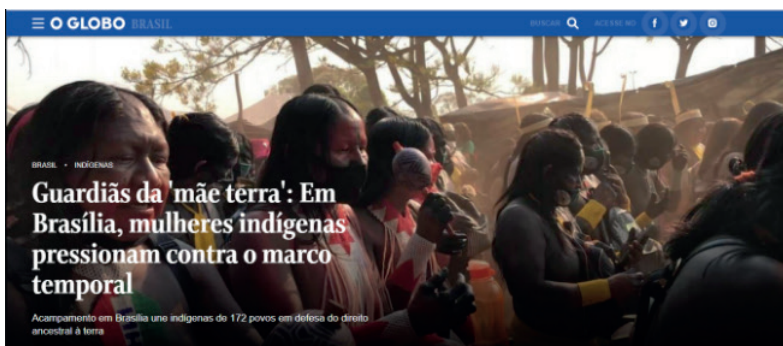 O GLOBO BRASIL
BUSCAR
ACESSE NO
BRASIL • INDÍGENAS
Guardiãs da 'mãe terra': Em
Brasília, mulheres indígenas
pressionam contra o marco
temporal
Acampamento em Brasília une indígenas de 172 povos em defesa do direito
ancestral à terra